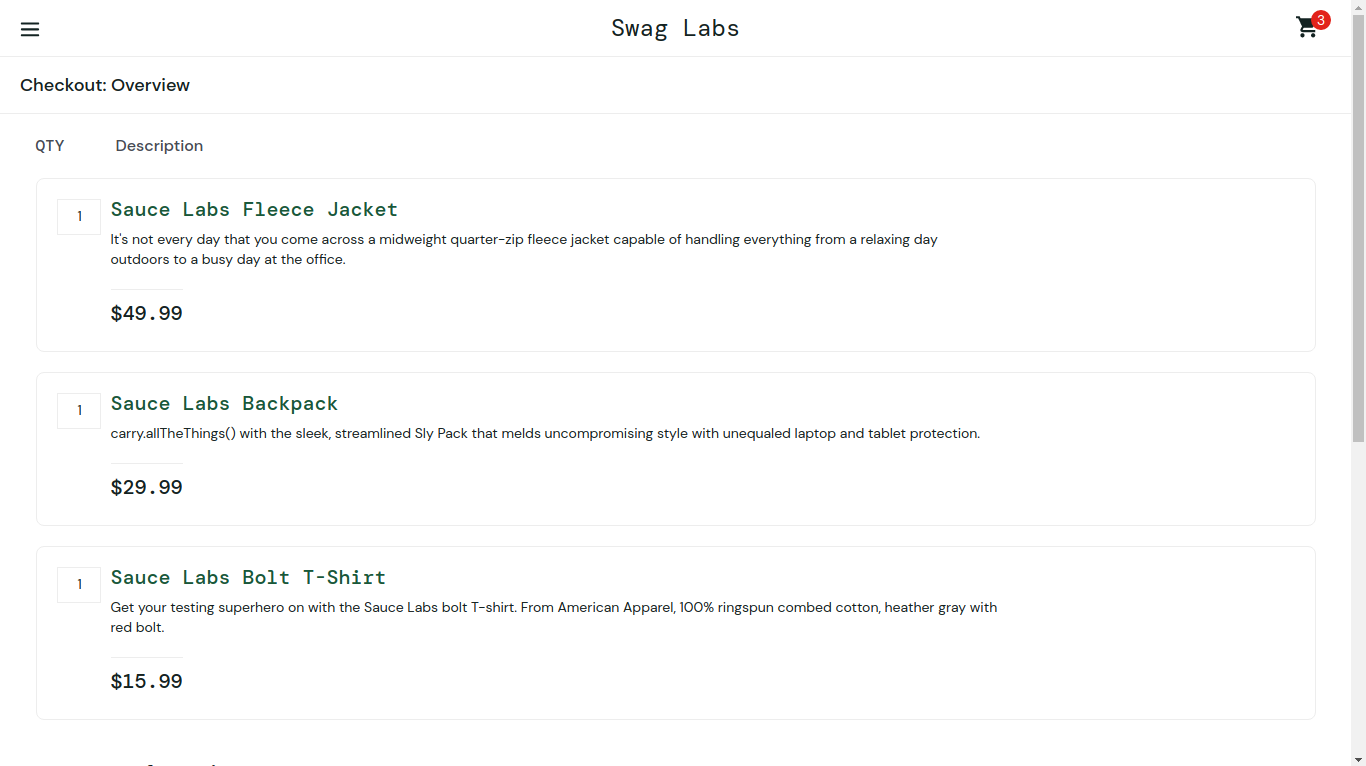 Swag Labs
3
Checkout: Overview
QTY Description
1
Sauce Labs Fleece Jacket
It's not every day that you come across a midweight quarter-zip fleece jacket capable of handling everything from a relaxing day
outdoors to a busy day at the office.
$49.99
1
Sauce Labs Backpack
carry.allTheThings() with the sleek, streamlined Sly Pack that melds uncompromising style with unequaled laptop and tablet protection.
$29.99
1
Sauce Labs Bolt T-Shirt
Get your testing superhero on with the Sauce Labs bolt T-shirt. From American Apparel, 100% ringspun combed cotton, heather gray with
red bolt.
$15.99